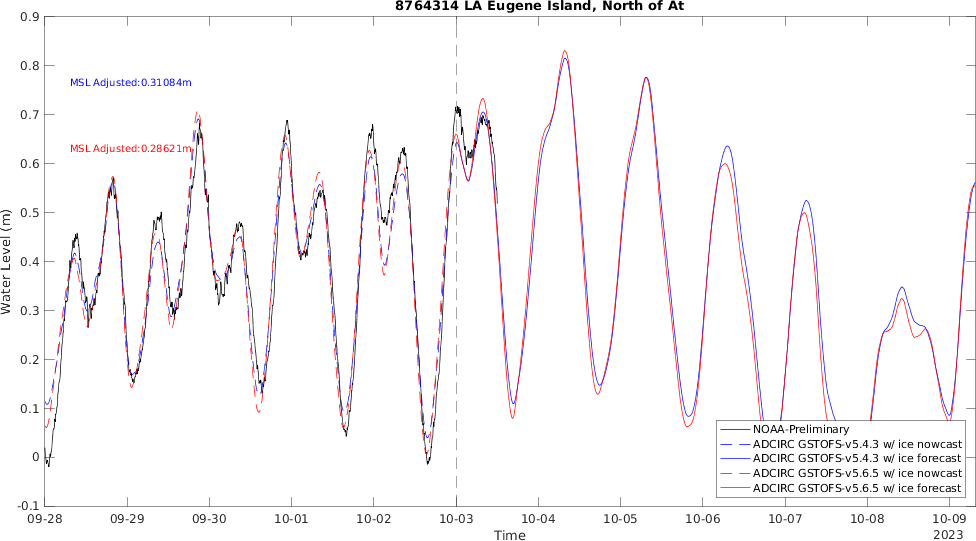 8764314 LA Eugene Island, North of At
0.9
0.8
0.7
0.6
0.5
0.4
0.3
0.2
0.1
0
-0.1
Water Level (m)
MSL Adjusted:0.31084m
MSL Adjusted:0.28621m
NOAA-Preliminary
ADCIRC GSTOFS-v5.4.3 w/ ice nowcast
ADCIRC GSTOFS-v5.4.3 w/ ice forecast
ADCIRC GSTOFS-v5.6.5 w/ ice nowcast
ADCIRC GSTOFS-v5.6.5 w/ ice forecast
09-28 09-29 09-30 10-01 10-02 10-03 10-04 10-05 10-06 10-07 10-08 10-09
Time
2023